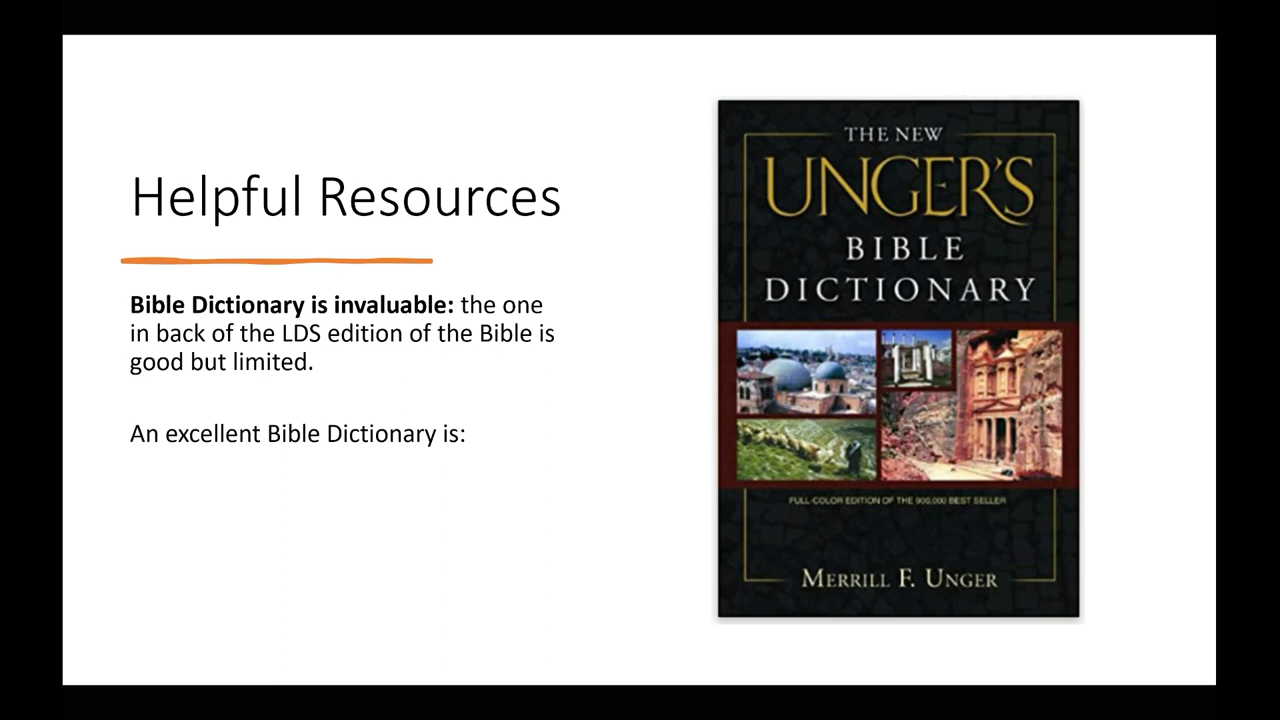 Helpful Resources
Bible Dictionary is invaluable: the one
in back of the LDS edition of the Bible is
good but limited.
An excellent Bible Dictionary is:
THE NEW
UNGER'S
BIBLE
DICTIONARY
FULL-COLOR EDITION OF THE 900,000 BEST SELLER
MERRILL F. UNGER